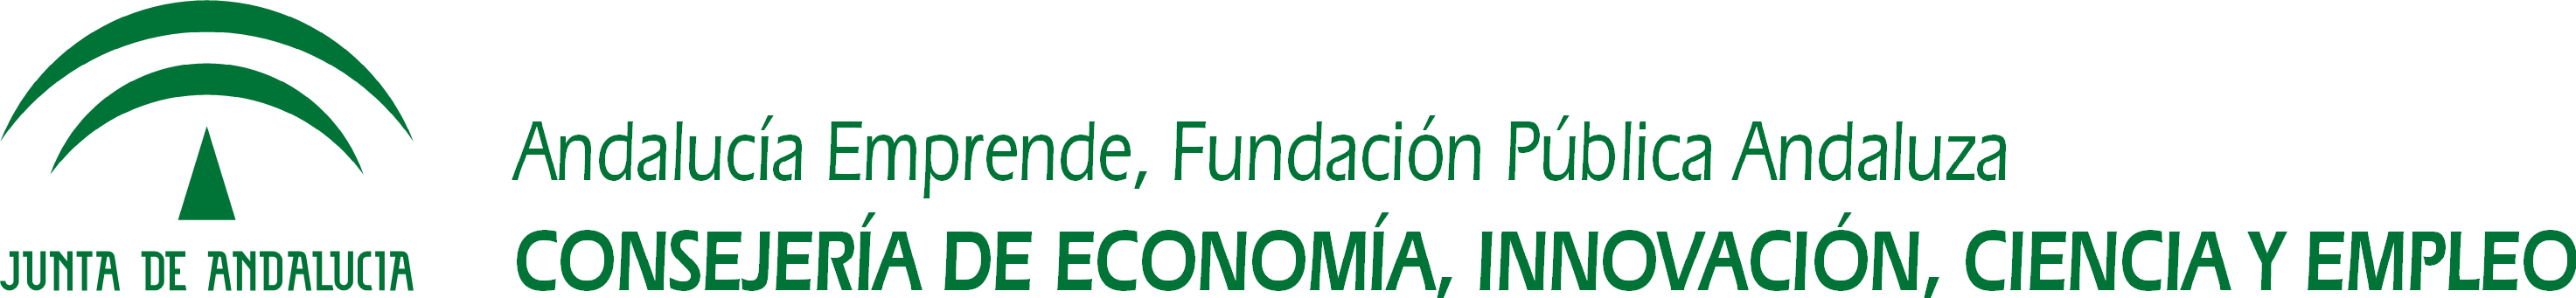 Andalucía Emprende, Fundación Pública Andaluza
CONSEJERÍA DE ECONOMÍA, INNOVACIÓN, CIENCIA Y EMPLEO
JUNTA DE ANDALUCIA